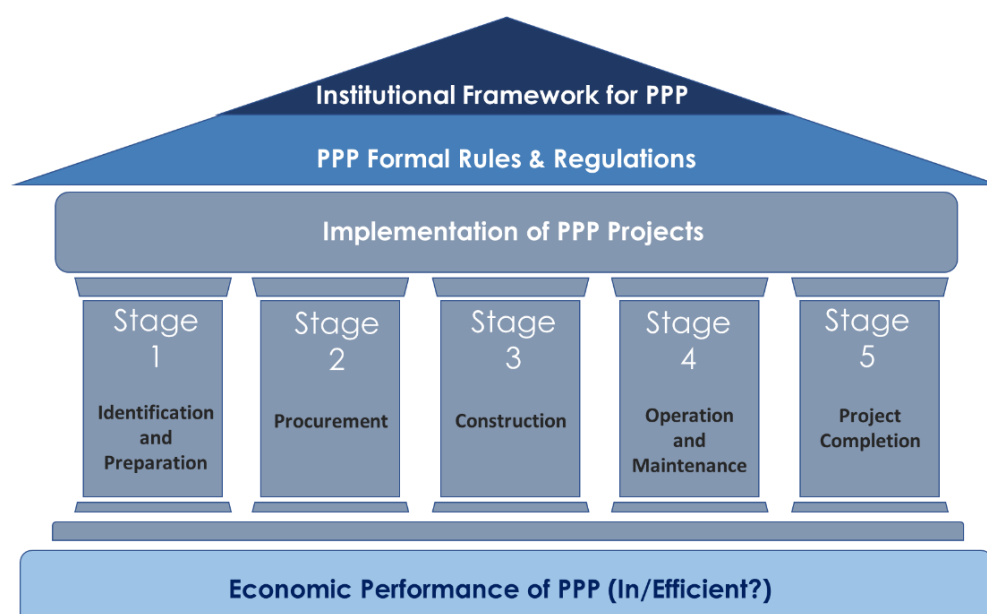 Institutional Framework for PPP
PPP Formal Rules & Regulations
Implementation of PPP Projects
Stage
1
Identification
and
Preparation
Stage
2
Procurement
Stage
3
Construction
Stage
4
Operation
and
Maintenance
Stage
5
Project
Completion
Economic Performance of PPP (In/Efficient?)